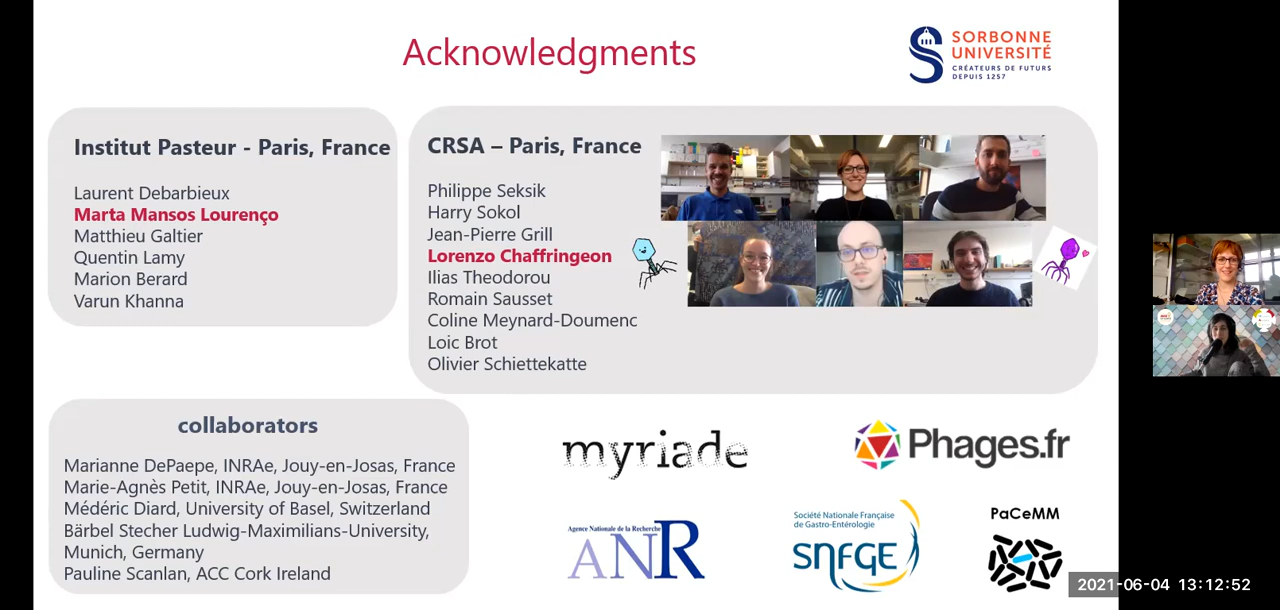 Acknowledgments
SORBONNE
UNIVERSITÉ
CRÉATEURS DE FUTURS
DEPUIS 1257
Institut Pasteur - Paris, France
Laurent Debarbieux
Marta Mansos Lourenço
Matthieu Galtier
Quentin Lamy
Marion Berard
Varun Khanna
CRSA – Paris, France
Philippe Seksik
Harry Sokol
Jean-Pierre Grill
Lorenzo Chaffringeon
Ilias Theodorou
Romain Sausset
Coline Meynard-Doumenc
Loic Brot
Olivier Schiettekatte
collaborators
Marianne DePaepe, INRAe, Jouy-en-Josas, France
Marie-Agnès Petit, INRAe, Jouy-en-Josas, France
Médéric Diard, University of Basel, Switzerland
Bärbel Stecher Ludwig-Maximilians-University,
Munich, Germany
Pauline Scanlan, ACC Cork Ireland
myriade
Phages.fr
Agence Nationale de la Recherche
ANR
Société Nationale Française
de Gastro-Entérologie
SNFGE
PaCeMM
2021-06-04 13:12:52